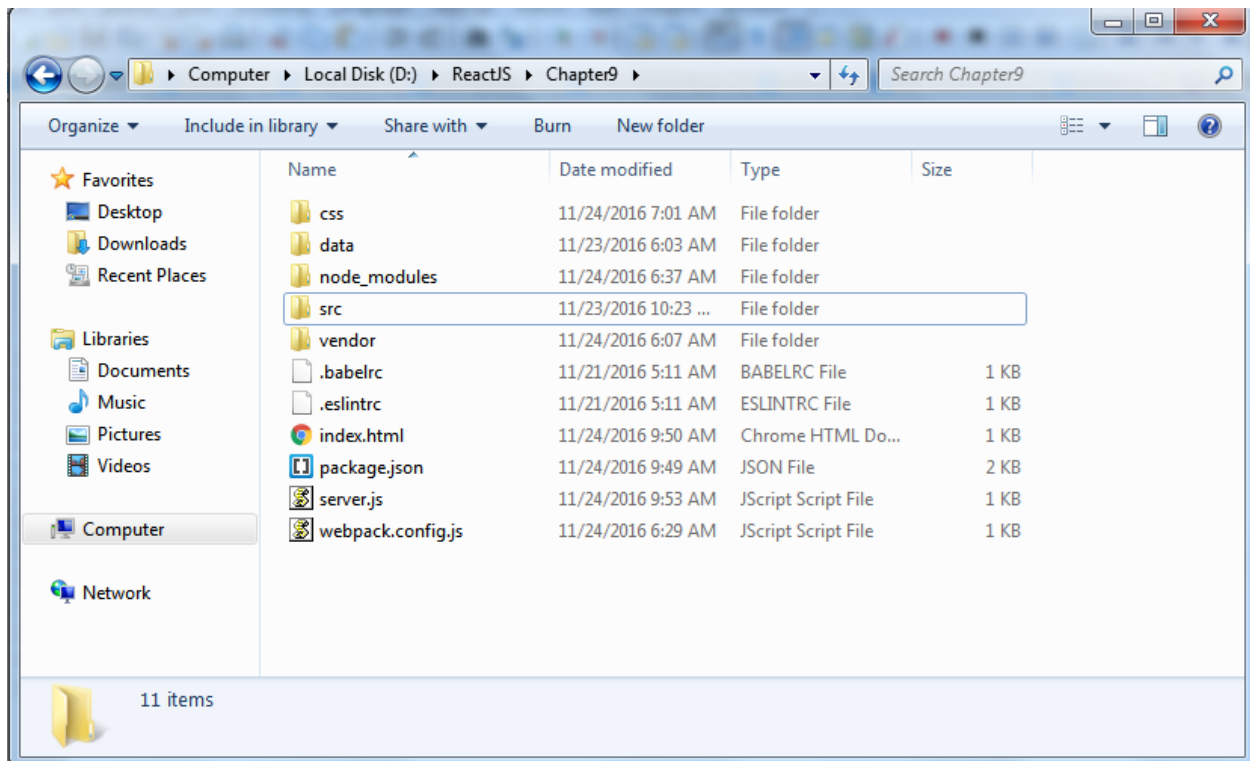 Computer Local Disk (D:) ReactJS Chapter9 Search Chapter9
Organize Include in library Share with Burn New folder
Favorites
Desktop
Downloads
Recent Places
Libraries
Documents
Music
Pictures
Videos
Computer
Network
Name Date modified Type Size
css 11/24/2016 7:01 AM File folder
data 11/23/2016 6:03 AM File folder
node_modules 11/24/2016 6:37 AM File folder
src 11/23/2016 10:23 ... File folder
vendor 11/24/2016 6:07 AM File folder
.babelrc 11/21/2016 5:11 AM BABELRC File 1 KB
.eslintrc 11/21/2016 5:11 AM ESLINTRC File 1 KB
index.html 11/24/2016 9:50 AM Chrome HTML Do... 1 KB
package.json 11/24/2016 9:49 AM JSON File 2 KB
server.js 11/24/2016 9:53 AM JScript Script File 1 KB
webpack.config.js 11/24/2016 6:29 AM JScript Script File 1 KB
11 items